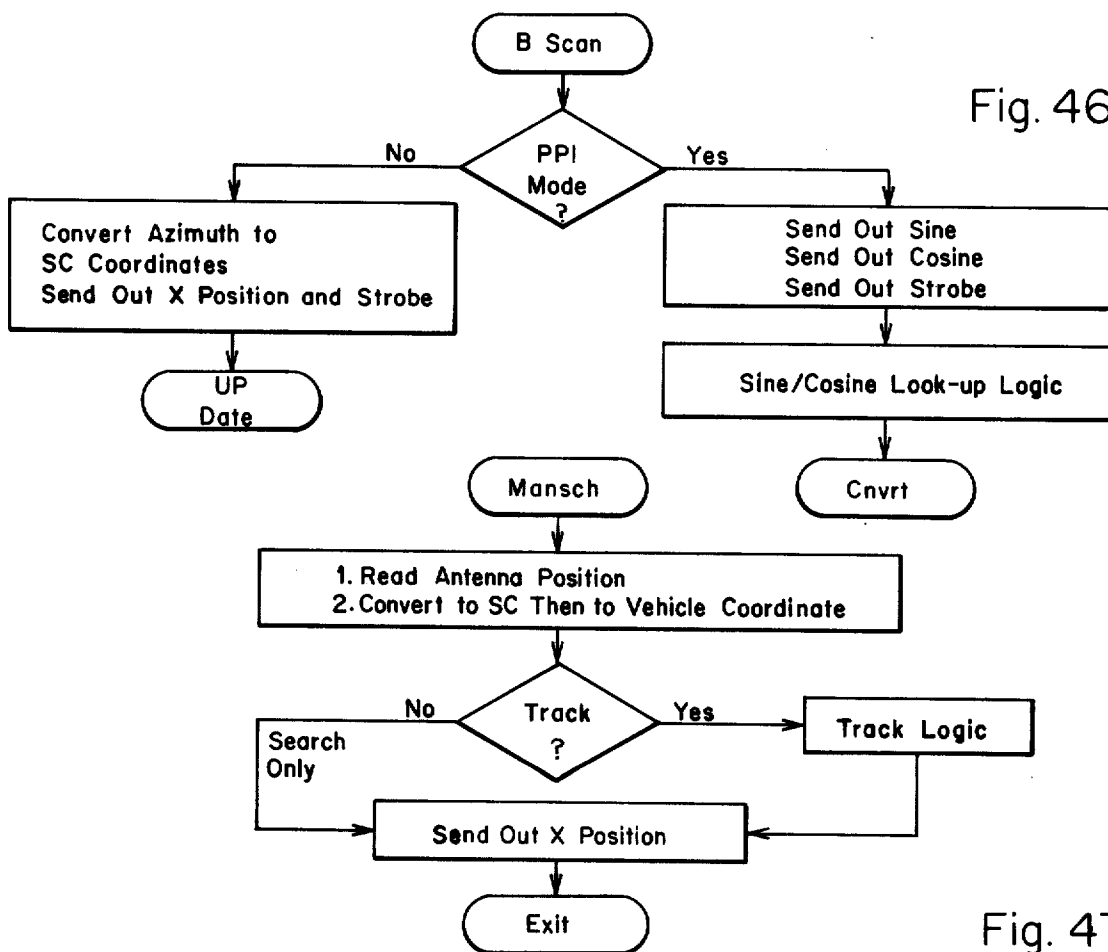 B Scan
Fig. 46
PPI
Mode
?
No
Yes
Convert Azimuth to
SC Coordinates
Send Out X Position and Strobe
Send Out Sine
Send Out Cosine
Send Out Strobe
UP
Date
Sine/Cosine Look-up Logic
Cnvrt
Mansch
1. Read Antenna Position
2. Convert to SC Then to Vehicle Coordinate
Track
?
No
Yes
Search
Only
Track Logic
Send Out X Position
Exit
Fig. 47